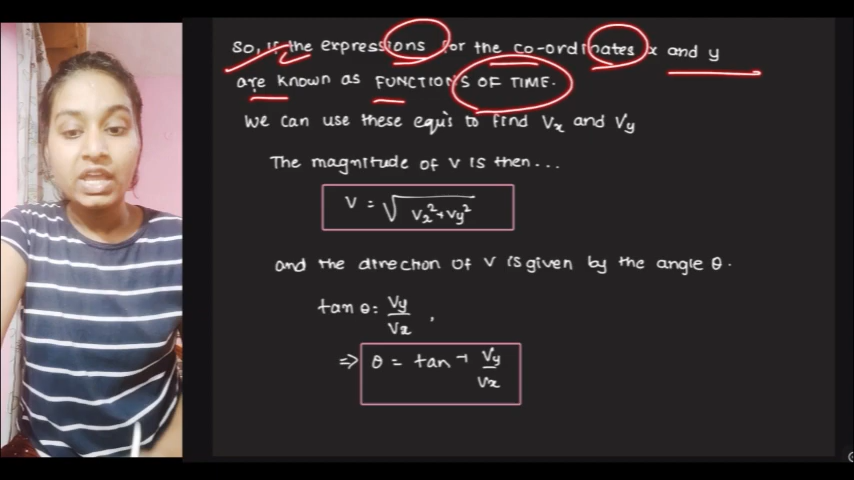 So, if the expressions for the co-ordinates x and y
are known as FUNCTIONS OF TIME.
We can use these equ's to find Vx and Vy
The magnitude of V is then...
V = √Vx²+Vy²
and the direction of V is given by the angle θ.
tan θ: Vy/Vx,
⇒ θ = tan⁻¹ Vy/Vx